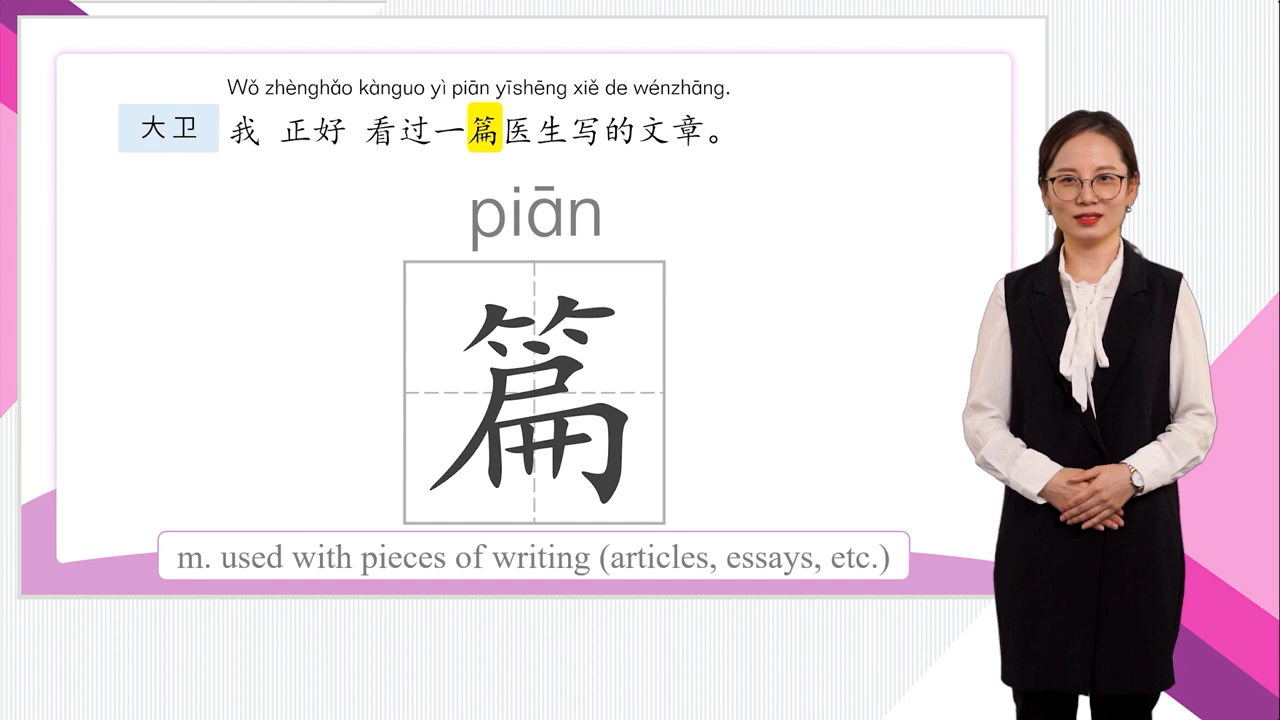 Wǒ zhènghǎo kànguo yì piān yīshēng xiě de wénzhāng.
大卫 我 正好 看过一篇医生写的文章。
piān
篇
m. used with pieces of writing (articles, essays, etc.)